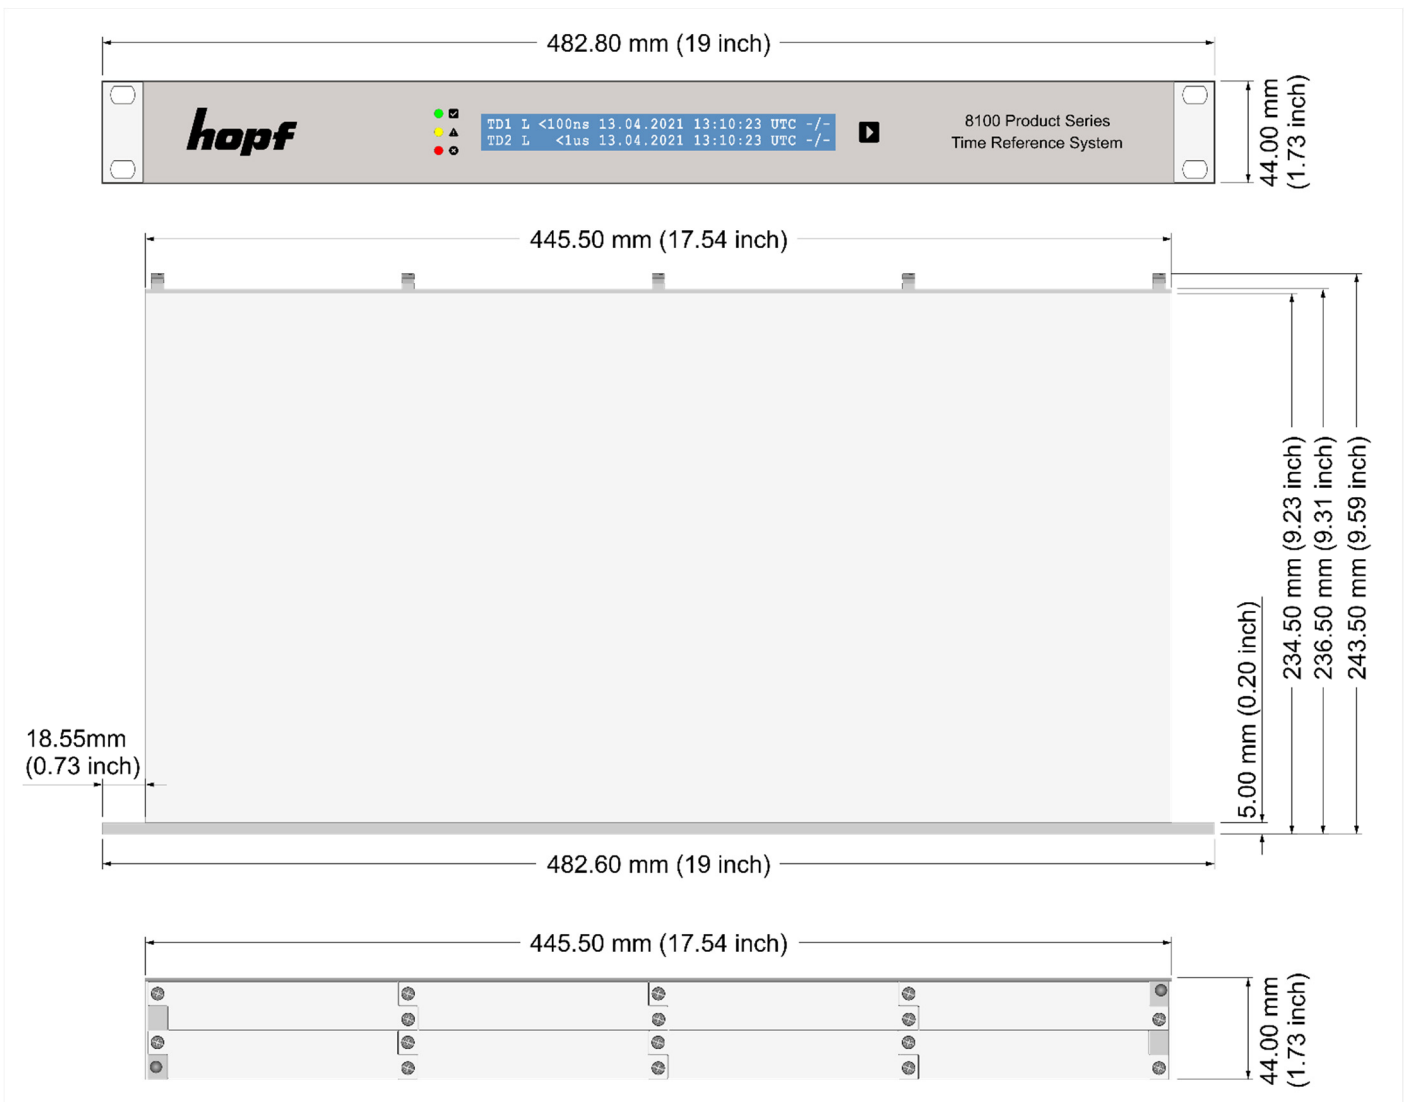 482.80 mm (19 inch)
hopf
TD1 L <100ns 13.04.2021 13:10:23 UTC -/-
TD2 L   <1us 13.04.2021 13:10:23 UTC -/-
8100 Product Series
Time Reference System
44.00 mm
(1.73 inch)
445.50 mm (17.54 inch)
234.50 mm (9.23 inch)
236.50 mm (9.31 inch)
243.50 mm (9.59 inch)
5.00 mm (0.20 inch)
18.55mm
(0.73 inch)
482.60 mm (19 inch)
445.50 mm (17.54 inch)
44.00 mm
(1.73 inch)